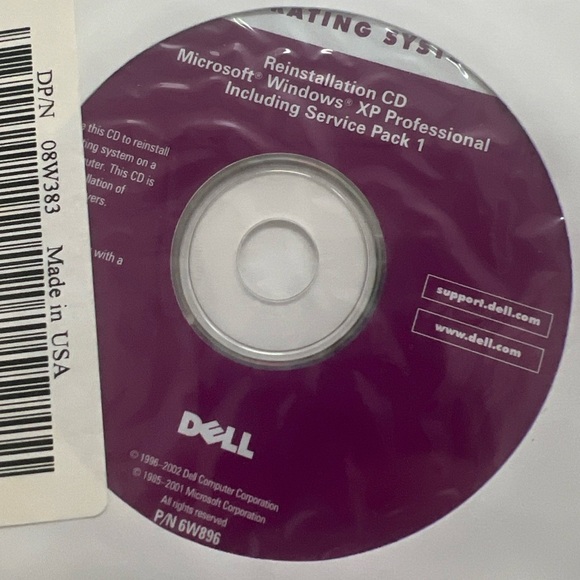 DP/N 08W383 Made in USA
RATING SYST
Reinstallation CD
Microsoft® Windows® XP Professional
Including Service Pack 1
this CD to reinstall
ing system on a
uter. This CD is
llation of
vers.
with a
support.dell.com
www.dell.com
DELL
© 1996-2002 Dell Computer Corporation
© 1985-2001 Microsoft Corporation
All rights reserved
P/N 6W896